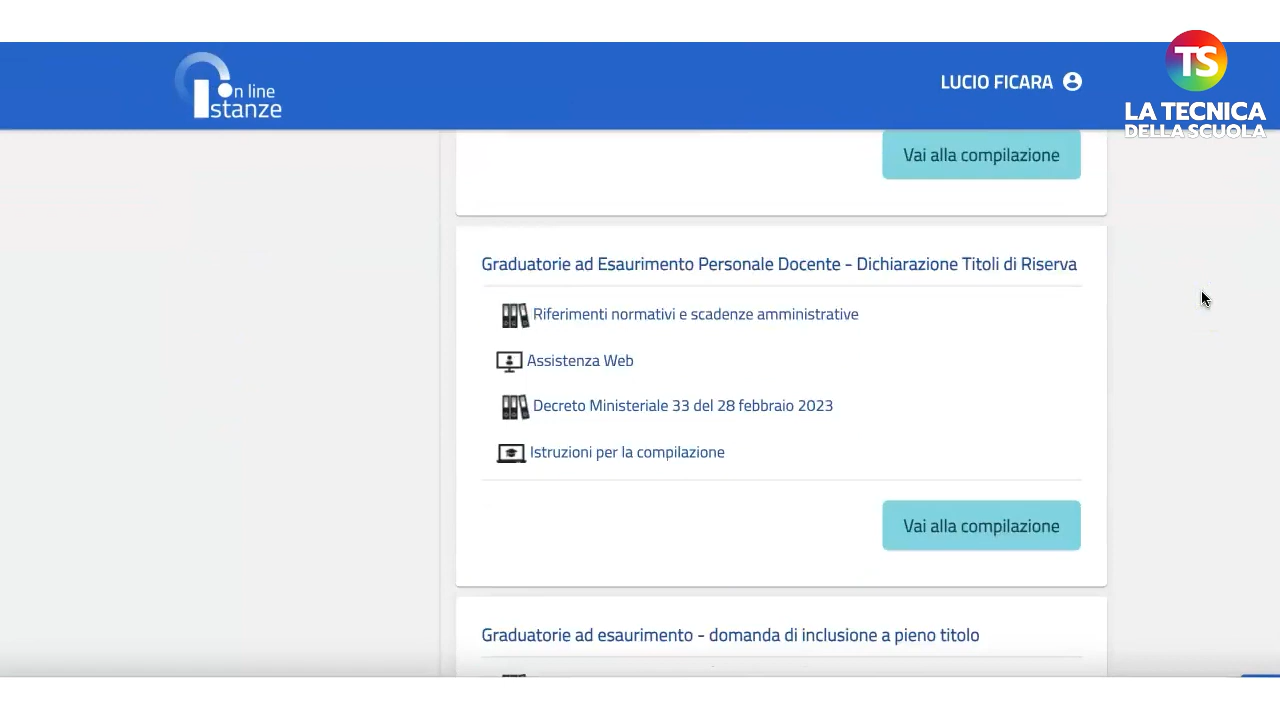 On line
Istanze
LUCIO FICARA
TS
LA TECNICA
DELLA SCUOLA
Vai alla compilazione
Graduatorie ad Esaurimento Personale Docente - Dichiarazione Titoli di Riserva
Riferimenti normativi e scadenze amministrative
Assistenza Web
Decreto Ministeriale 33 del 28 febbraio 2023
Istruzioni per la compilazione
Vai alla compilazione
Graduatorie ad esaurimento - domanda di inclusione a pieno titolo